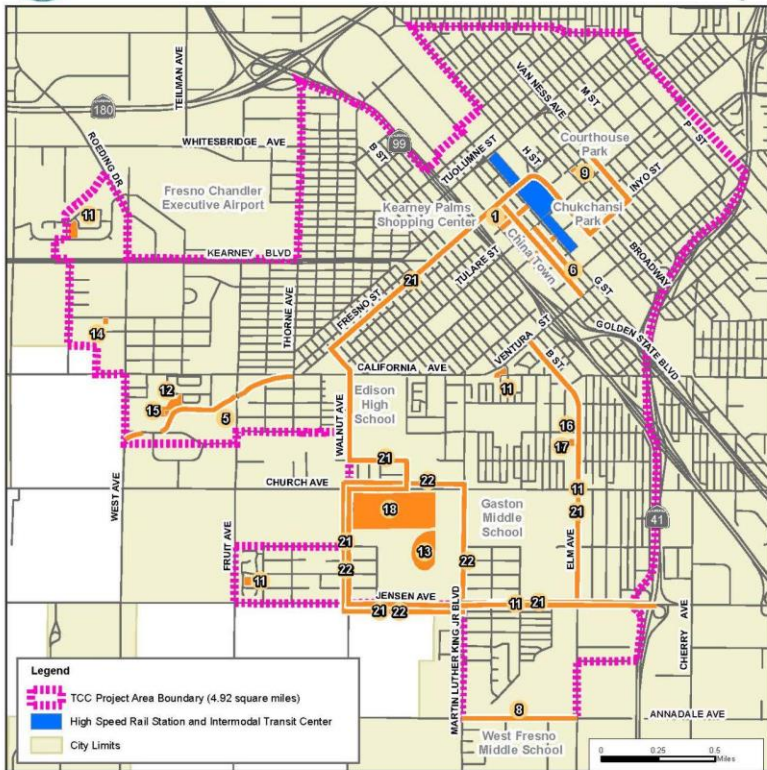 TEILMAN AVE
180
ROEDING DR
WHITESBRIDGE AVE
99
B ST
VAN NESS AVE
M ST.
P ST
Courthouse
Park
9
INYO ST
H ST.
TUOLUMNE ST
Fresno Chandler
Executive Airport
11
KEARNEY BLVD
Kearney Palms
Shopping Center
1
Chukchansi
Park
China Town
6
G ST
BROADWAY
TULARE ST
21
FRESNO ST.
THORNE AVE
14
GOLDEN STATE BLVD
VENTURA ST.
B ST.
CALIFORNIA AVE
12
15
5
Edison
High
School
WALNUT AVE
11
16
17
21
CHURCH AVE
22
WEST AVE
18
13
Gaston
Middle
School
11
21
41
ELM AVE
FRUIT AVE
21
22
22
11
JENSEN AVE
21 22
11 21
MARTIN LUTHER KING JR BLVD
CHERRY AVE
8
ANNADALE AVE
West Fresno
Middle School
Legend
TCC Project Area Boundary (4.92 square miles)
High Speed Rail Station and Intermodal Transit Center
City Limits
0 0.25 0.5
Miles